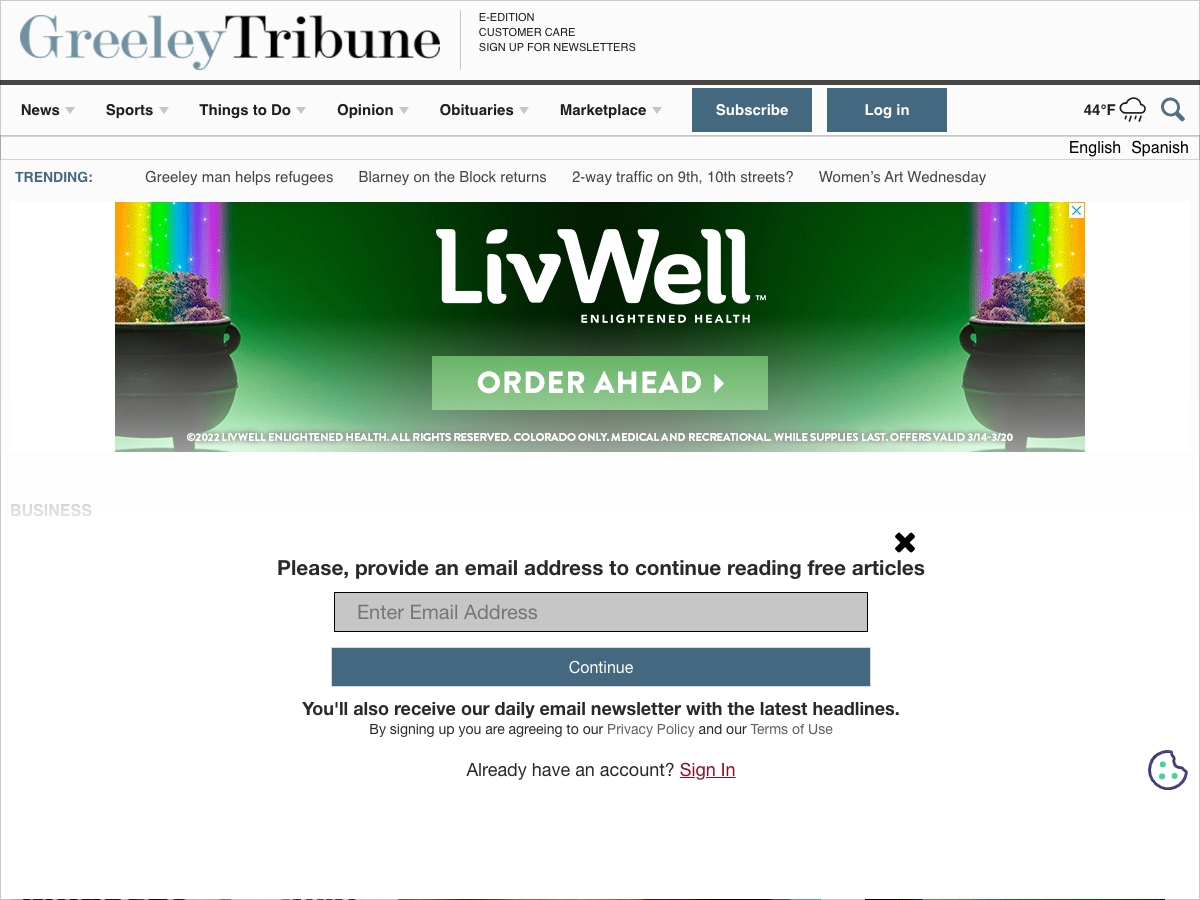 GreeleyTribune
E-EDITION
CUSTOMER CARE
SIGN UP FOR NEWSLETTERS
News Sports Things to Do Opinion Obituaries Marketplace Subscribe Log in 44°F
English Spanish
TRENDING: Greeley man helps refugees Blarney on the Block returns 2-way traffic on 9th, 10th streets? Women’s Art Wednesday
LivWell™
ENLIGHTENED HEALTH
ORDER AHEAD
©2022 LIVWELL ENLIGHTENED HEALTH. ALL RIGHTS RESERVED. COLORADO ONLY. MEDICAL AND RECREATIONAL. WHILE SUPPLIES LAST. OFFERS VALID 3/14-3/20
BUSINESS
Please, provide an email address to continue reading free articles
Enter Email Address
Continue
You'll also receive our daily email newsletter with the latest headlines.
By signing up you are agreeing to our Privacy Policy and our Terms of Use
Already have an account? Sign In